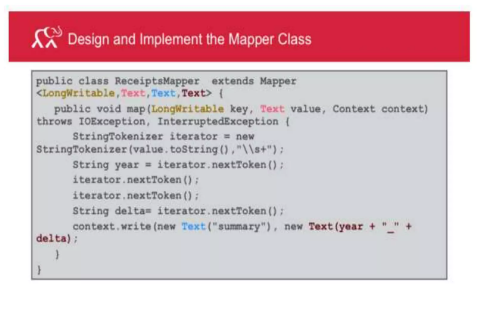 Design and Implement the Mapper Class
public class ReceiptsMapper extends Mapper
<LongWritable,Text,Text,Text> {
public void map(LongWritable key, Text value, Context context)
throws IOException, InterruptedException {
StringTokenizer iterator = new
StringTokenizer(value.toString(),"\\s+");
String year = iterator.nextToken();
iterator.nextToken();
iterator.nextToken();
String delta= iterator.nextToken();
context.write(new Text("summary"), new Text(year + "_" +
delta);
}
}